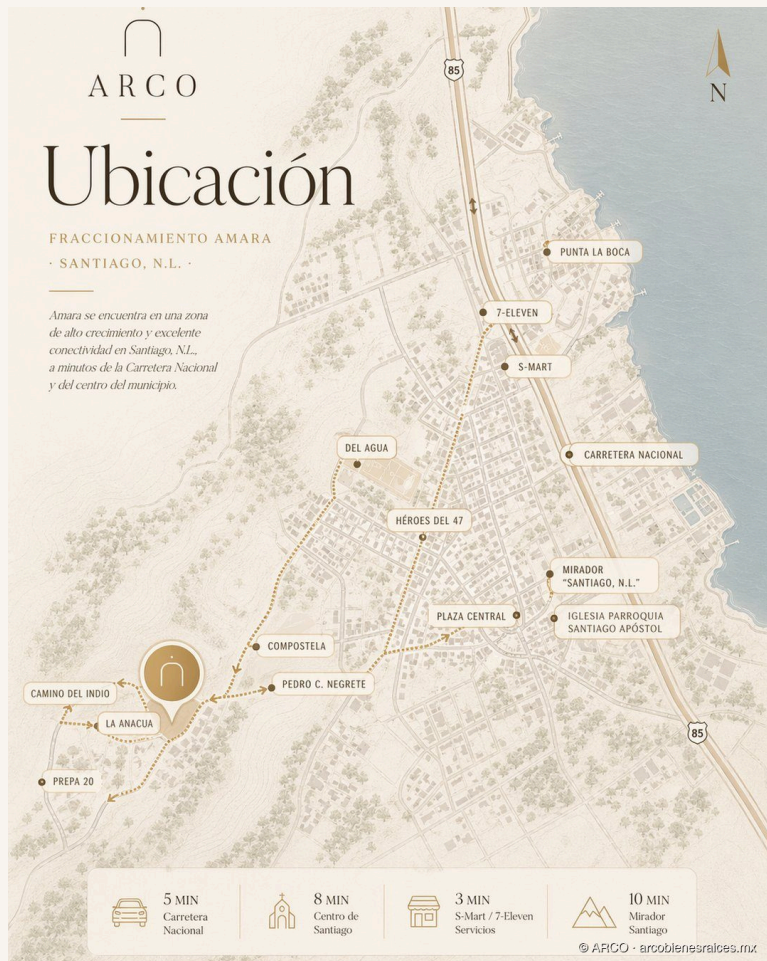 ARCO
Ubicación
FRACCIONAMIENTO AMARA
· SANTIAGO, N.L. ·
Amara se encuentra en una zona
de alto crecimiento y excelente
conectividad en Santiago, N.L.,
a minutos de la Carretera Nacional
y del centro del municipio.
85
N
PUNTA LA BOCA
7-ELEVEN
S-MART
DEL AGUA
CARRETERA NACIONAL
HÉROES DEL 47
MIRADOR
“SANTIAGO, N.L.”
PLAZA CENTRAL
IGLESIA PARROQUIA
SANTIAGO APÓSTOL
COMPOSTELA
PEDRO C. NEGRETE
CAMINO DEL INDIO
LA ANACUA
85
PREPA 20
5 MIN
Carretera
Nacional
8 MIN
Centro de
Santiago
3 MIN
S-Mart / 7-Eleven
Servicios
10 MIN
Mirador
Santiago
© ARCO · arcobienesraices.mx